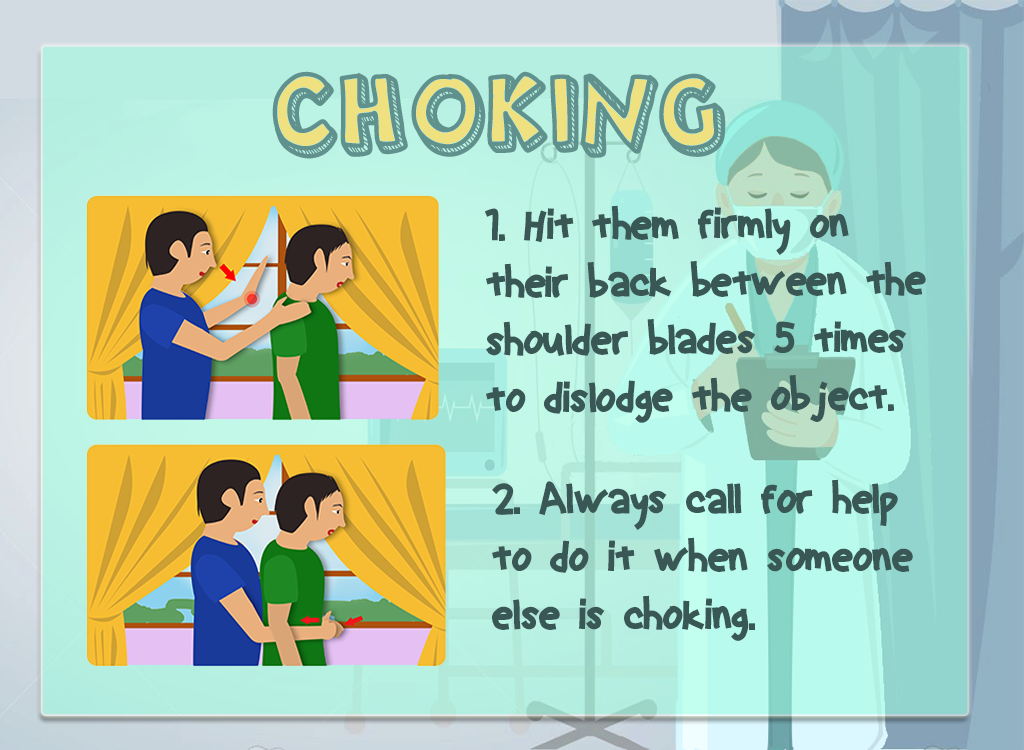 CHOKING
1. Hit them firmly on
their back between the
shoulder blades 5 times
to dislodge the object.
2. Always call for help
to do it when someone
else is choking.